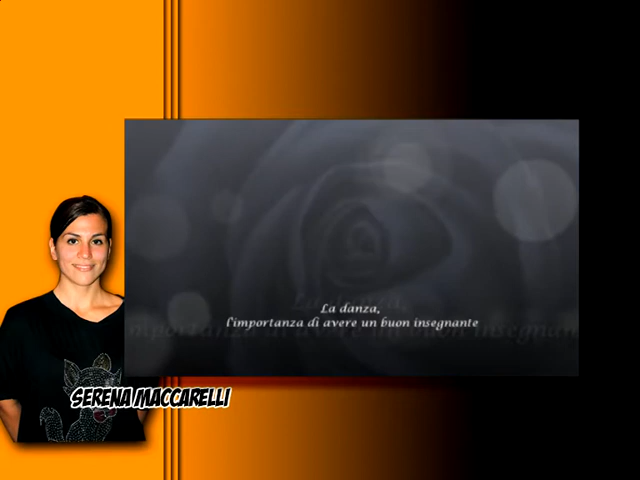 La danza,
l'importanza di avere un buon insegnante
SERENA MACCARELLI